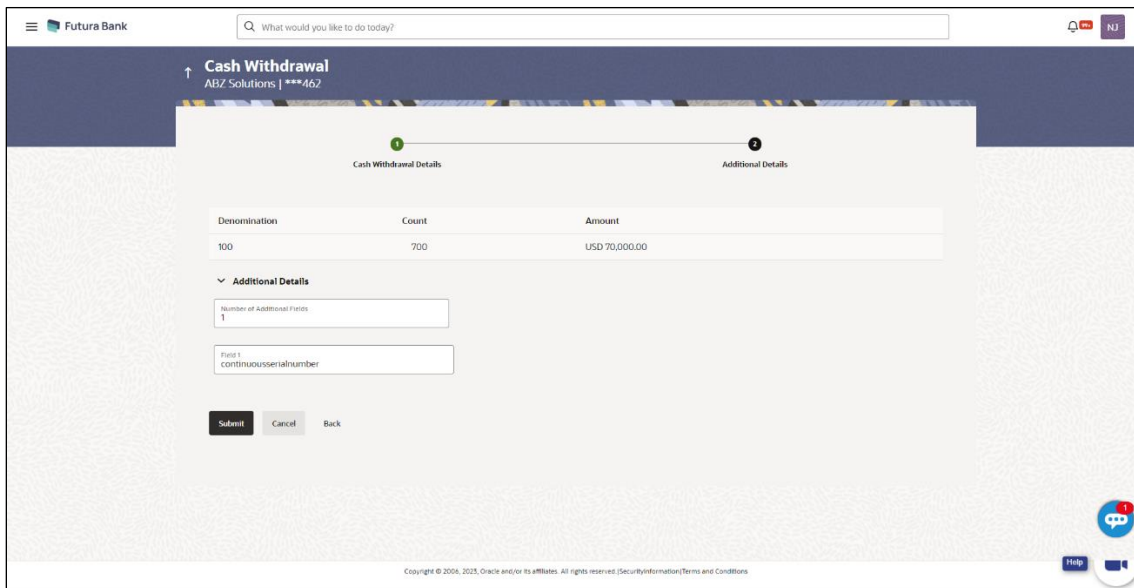 Futura Bank
What would you like to do today?
99+
NJ
Cash Withdrawal
ABZ Solutions | ***462
1
2
Cash Withdrawal Details
Additional Details
Denomination Count Amount
100 700 USD 70,000.00
Additional Details
Number of Additional Fields
1
Field 1
continuousserialnumber
Submit Cancel Back
1
Help
Copyright © 2006, 2023, Oracle and/or its affiliates. All rights reserved.|SecurityInformation|Terms and Conditions